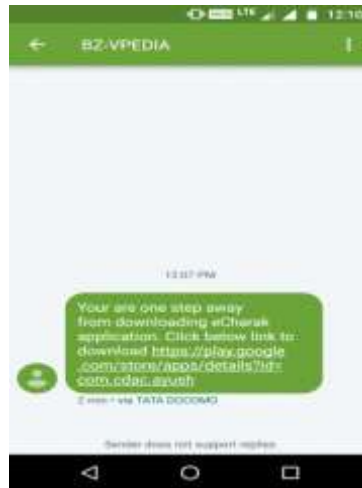 LTE 12:10
BZ-VPEDIA
12:07 PM
Your are one step away
from downloading eCharak
application. Click below link to
download https://play.google
.com/store/apps/details?id=
com.cdac.ayush
2 min • via TATA DOCOMO
Sender does not support replies